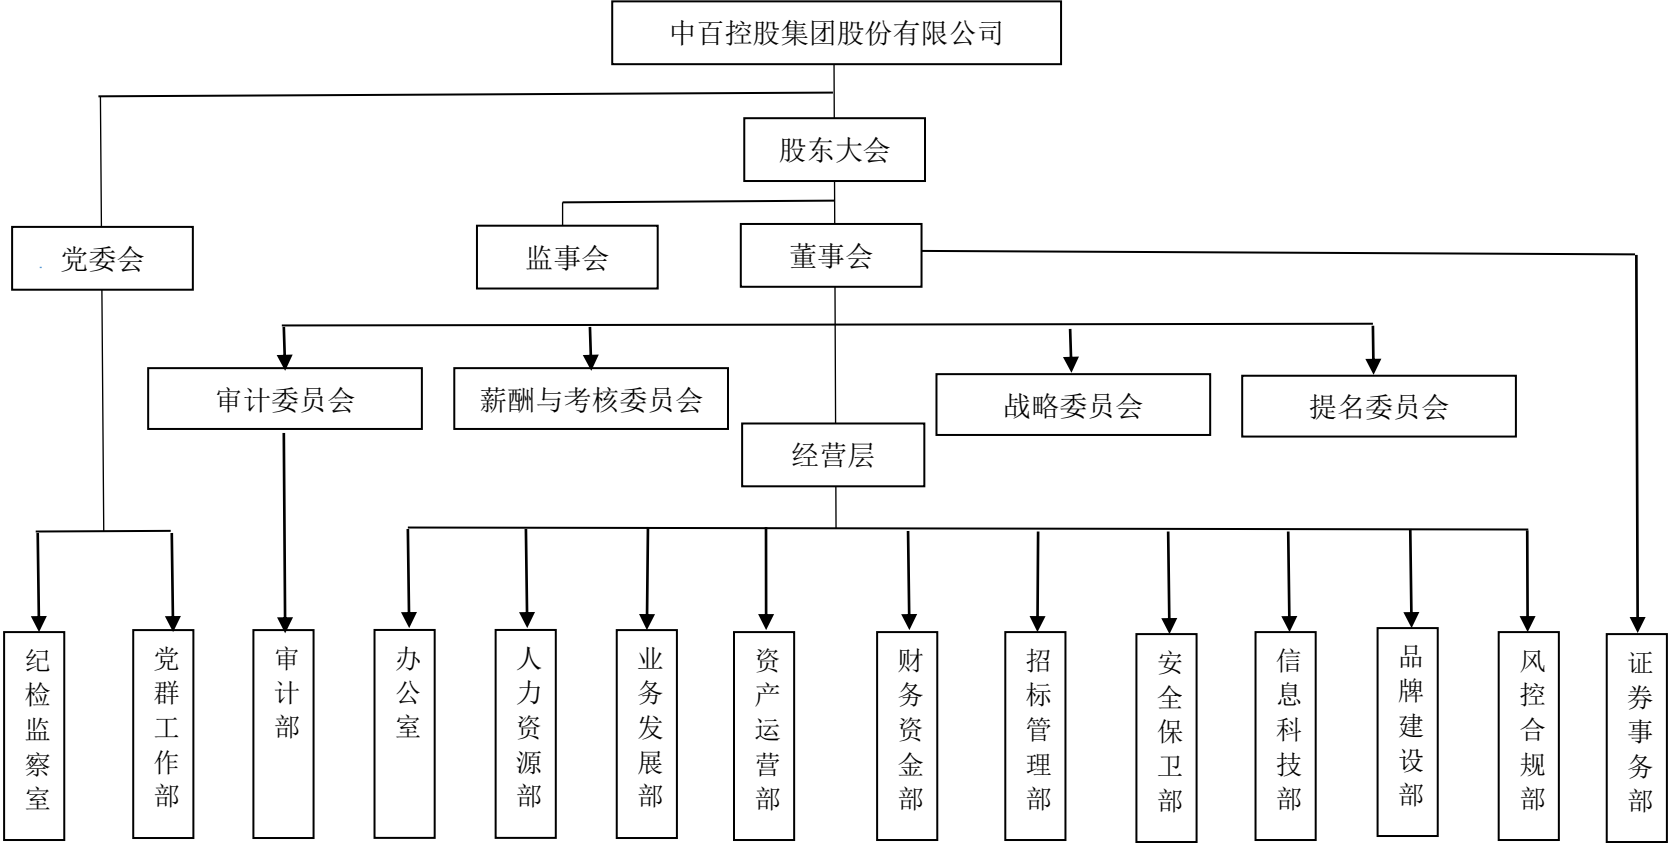 中百控股集团股份有限公司
股东大会
党委会
监事会
董事会
审计委员会
薪酬与考核委员会
战略委员会
提名委员会
经营层
纪检监察室
党群工作部
审计部
办公室
人力资源部
业务发展部
资产运营部
财务资金部
招标管理部
安全保卫部
信息科技部
品牌建设部
风控合规部
证券事务部